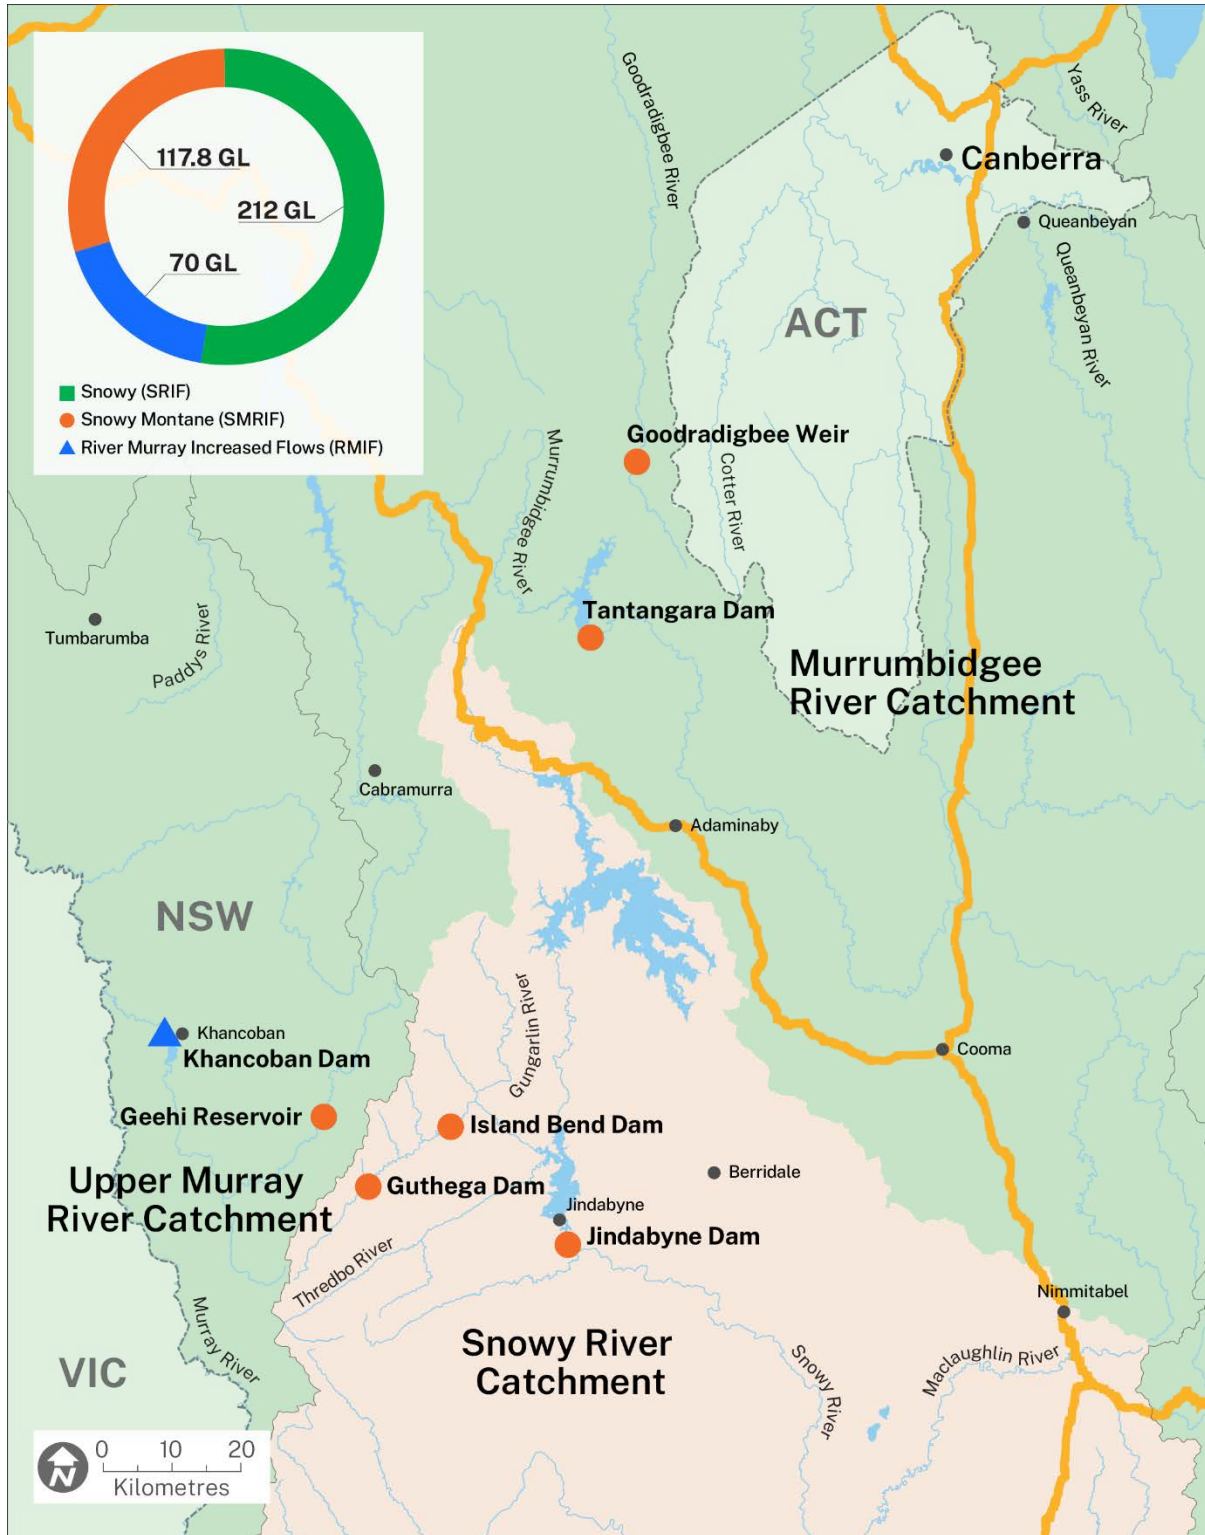 117.8 GL
212 GL
70 GL
Snowy (SRIF)
Snowy Montane (SMRIF)
River Murray Increased Flows (RMIF)
Goodradigbee River
Yass River
Canberra
Queanbeyan
Queanbeyan River
ACT
Goodradigbee Weir
Murrumbidgee River
Cotter River
Tantangara Dam
Tumbarumba
Paddys River
Murrumbidgee
River Catchment
Cabramurra
Adaminaby
NSW
Gungarlin River
Khancoban
Khancoban Dam
Cooma
Geehi Reservoir
Island Bend Dam
Upper Murray
River Catchment
Guthega Dam
Berridale
Jindabyne
Jindabyne Dam
Thredbo River
Nimmitabel
Murray River
Snowy River
Catchment
Snowy River
Maclaughlin River
VIC
N
0 10 20
Kilometres